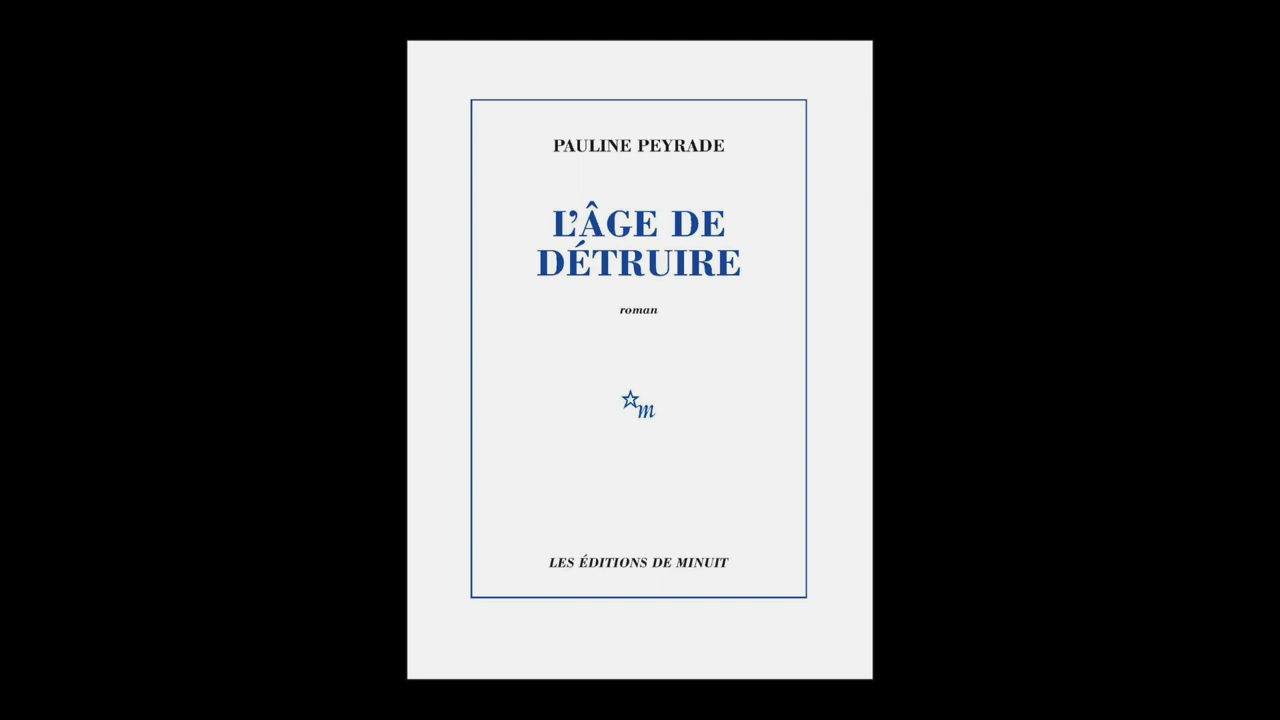 PAULINE PEYRADE
L’ÂGE DE
DÉTRUIRE
roman
m
LES ÉDITIONS DE MINUIT